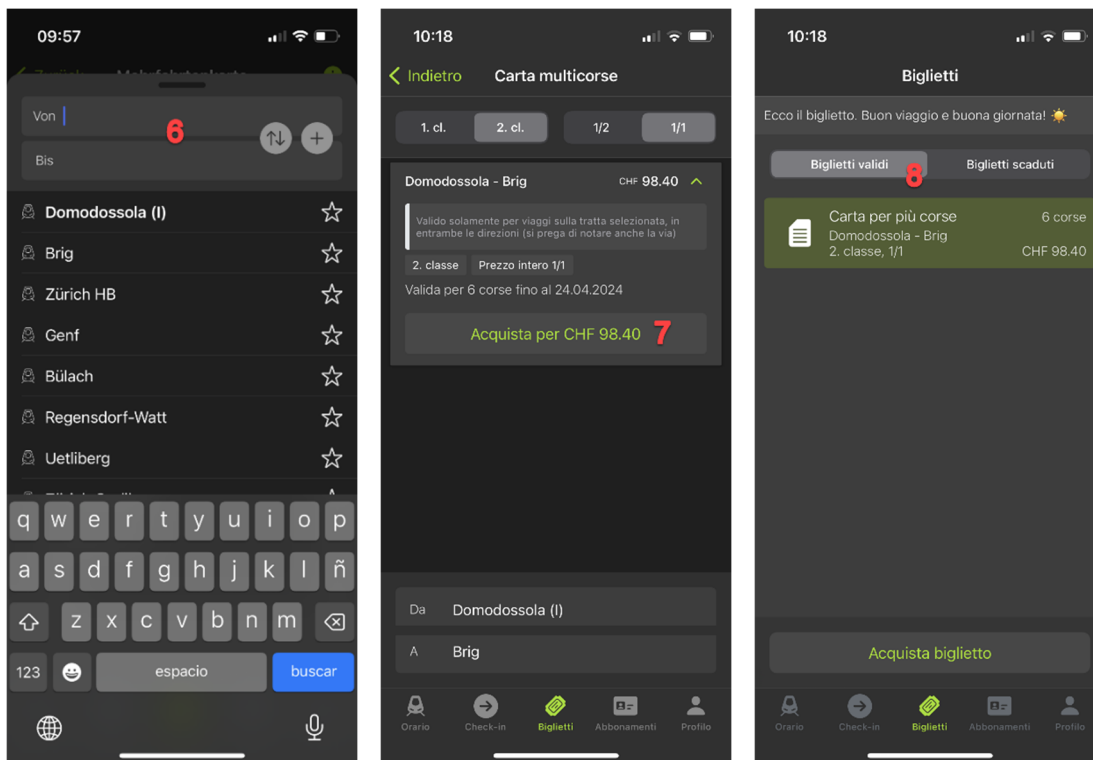 09:57
Von
6
Bis
Domodossola (I)
Brig
Zürich HB
Genf
Bülach
Regensdorf-Watt
Uetliberg
q w e r t y u i o p
a s d f g h j k l ñ
z x c v b n m
123 espacio buscar
10:18
Indietro Carta multicorse
1. cl. 2. cl. 1/2 1/1
Domodossola - Brig CHF 98.40
Valido solamente per viaggi sulla tratta selezionata, in
entrambe le direzioni (si prega di notare anche la via)
2. classe Prezzo intero 1/1
Valida per 6 corse fino al 24.04.2024
Acquista per CHF 98.40 7
Da Domodossola (I)
A Brig
Orario Check-in Biglietti Abbonamenti Profilo
10:18
Biglietti
Ecco il biglietto. Buon viaggio e buona giornata! ☀️
Biglietti validi 8 Biglietti scaduti
Carta per più corse 6 corse
Domodossola - Brig
2. classe, 1/1 CHF 98.40
Acquista biglietto
Orario Check-in Biglietti Abbonamenti Profilo